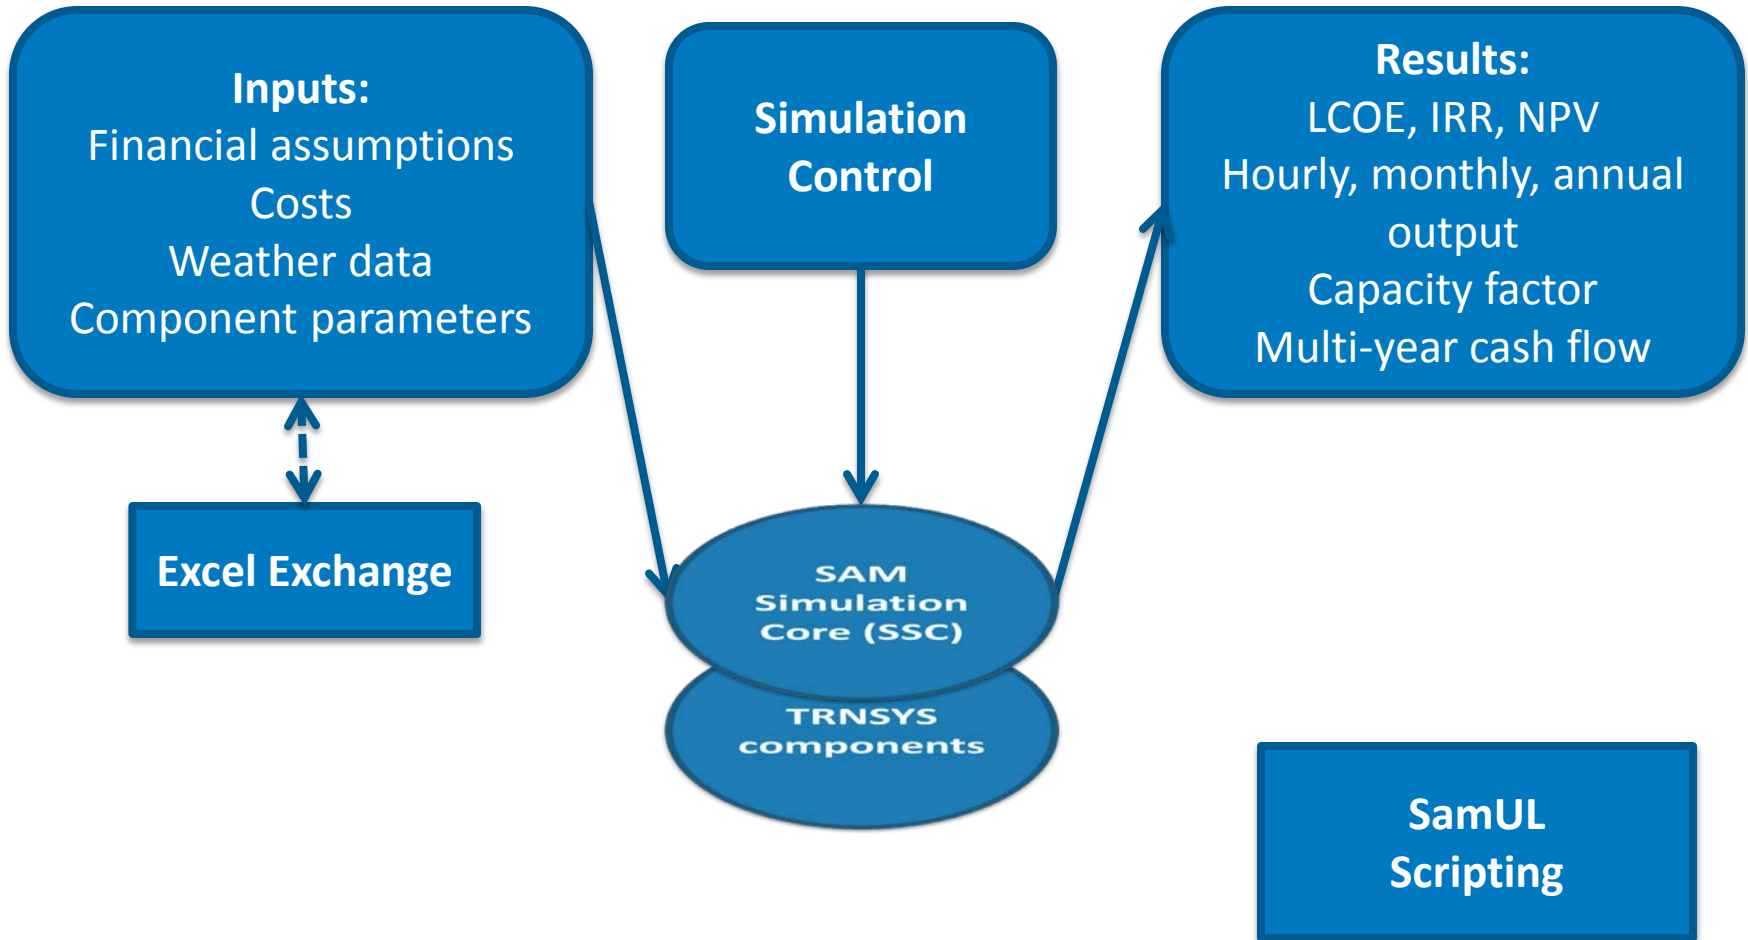 Inputs:
Financial assumptions
Costs
Weather data
Component parameters
Simulation
Control
Results:
LCOE, IRR, NPV
Hourly, monthly, annual
output
Capacity factor
Multi-year cash flow
Excel Exchange
SAM
Simulation
Core (SSC)
TRNSYS
components
SamUL
Scripting